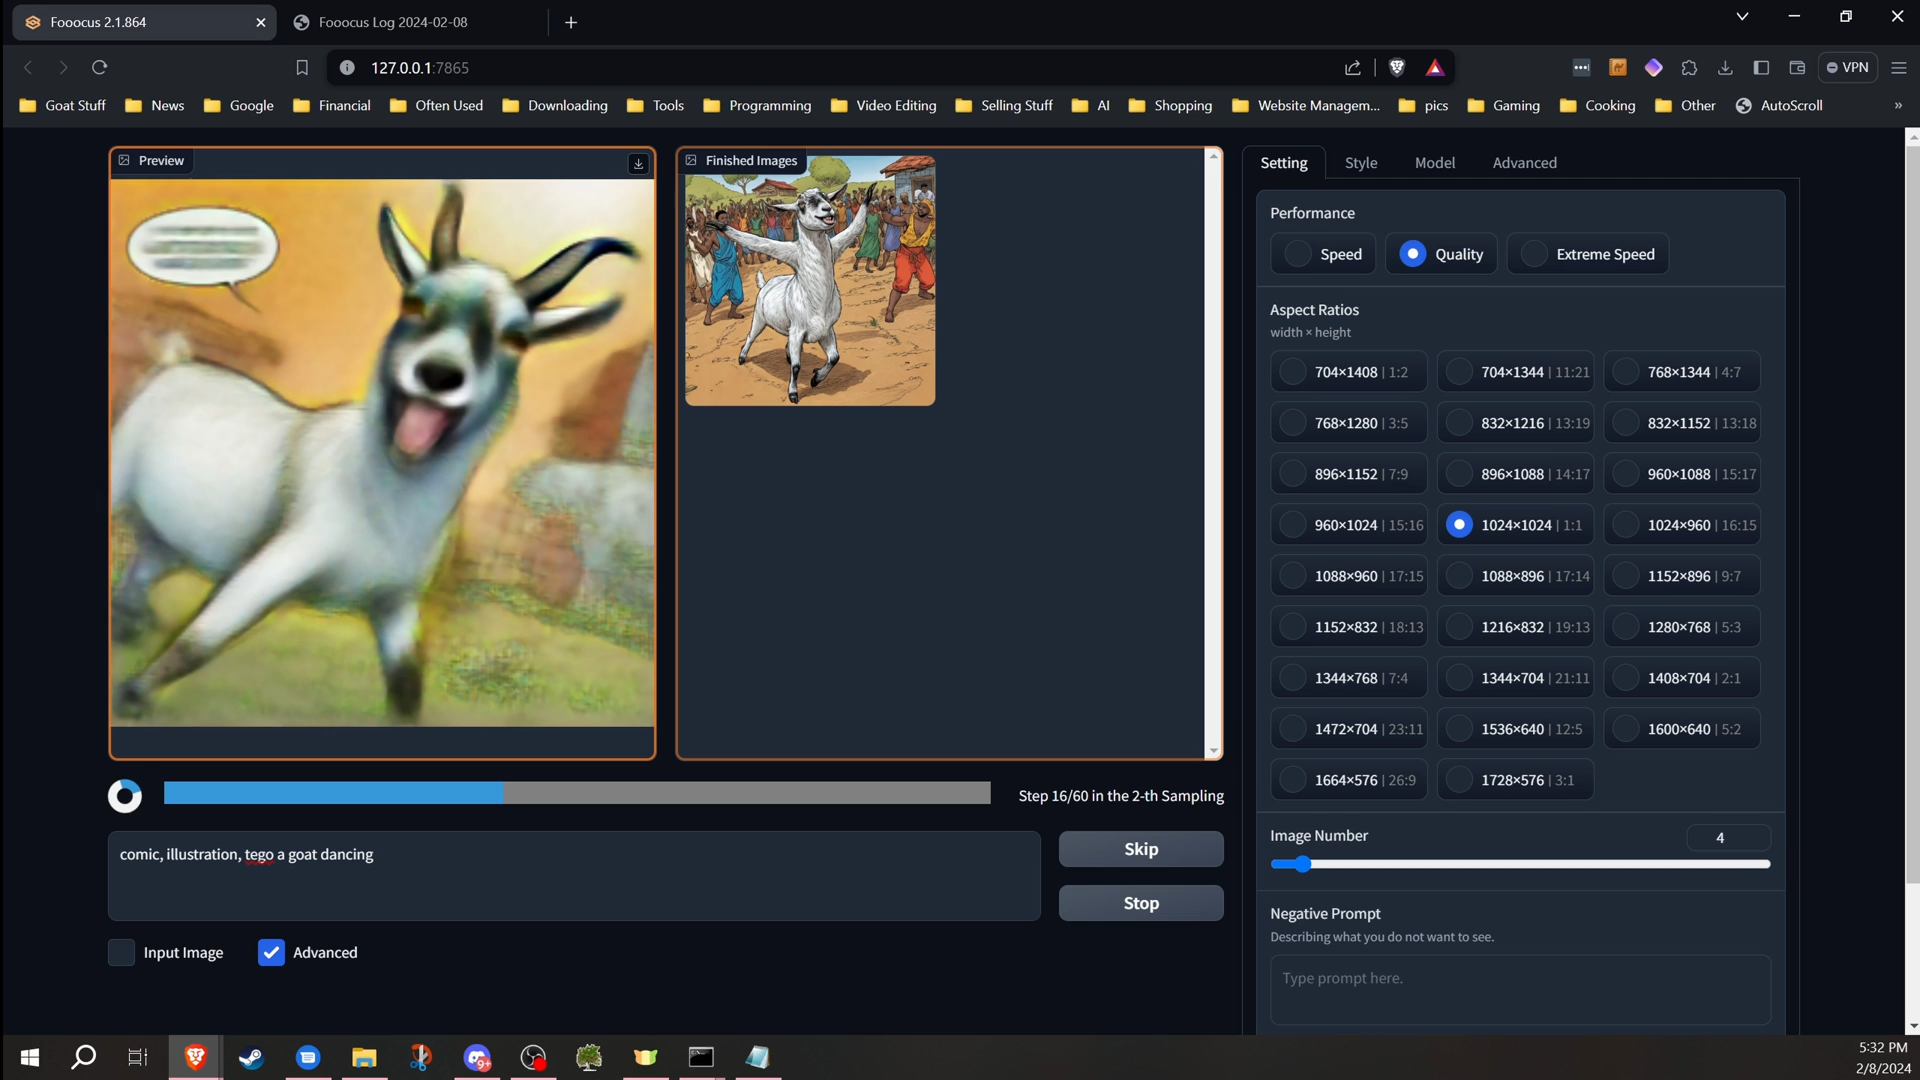 Fooocus 2.1.864
Fooocus Log 2024-02-08
127.0.0.1:7865
VPN
Goat Stuff
News
Google
Financial
Often Used
Downloading
Tools
Programming
Video Editing
Selling Stuff
AI
Shopping
Website Managem...
pics
Gaming
Cooking
Other
AutoScroll
»
Preview
Finished Images
Setting
Style
Model
Advanced
Performance
Speed
Quality
Extreme Speed
Aspect Ratios
width × height
704×1408 | 1:2
704×1344 | 11:21
768×1344 | 4:7
768×1280 | 3:5
832×1216 | 13:19
832×1152 | 13:18
896×1152 | 7:9
896×1088 | 14:17
960×1088 | 15:17
960×1024 | 15:16
1024×1024 | 1:1
1024×960 | 16:15
1088×960 | 17:15
1088×896 | 17:14
1152×896 | 9:7
1152×832 | 18:13
1216×832 | 19:13
1280×768 | 5:3
1344×768 | 7:4
1344×704 | 21:11
1408×704 | 2:1
1472×704 | 23:11
1536×640 | 12:5
1600×640 | 5:2
1664×576 | 26:9
1728×576 | 3:1
Step 16/60 in the 2-th Sampling
comic, illustration, tego a goat dancing
Skip
Stop
Input Image
Advanced
Image Number
4
Negative Prompt
Describing what you do not want to see.
Type prompt here.
9+
5:32 PM
2/8/2024